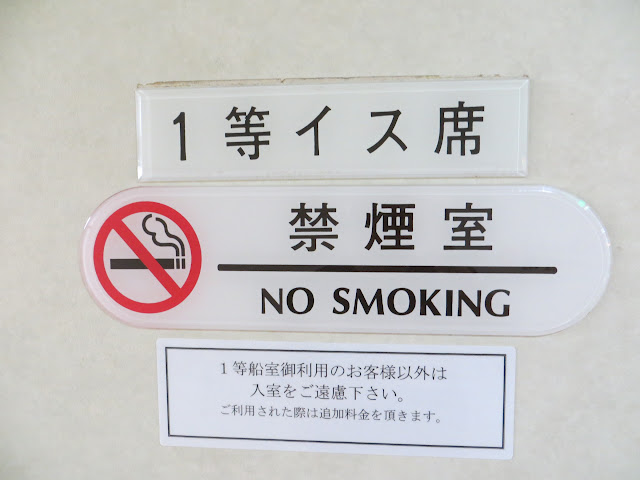 1等イス席
禁煙室
NO SMOKING
1等船室御利用のお客様以外は
入室をご遠慮下さい。
ご利用された際は追加料金を頂きます。